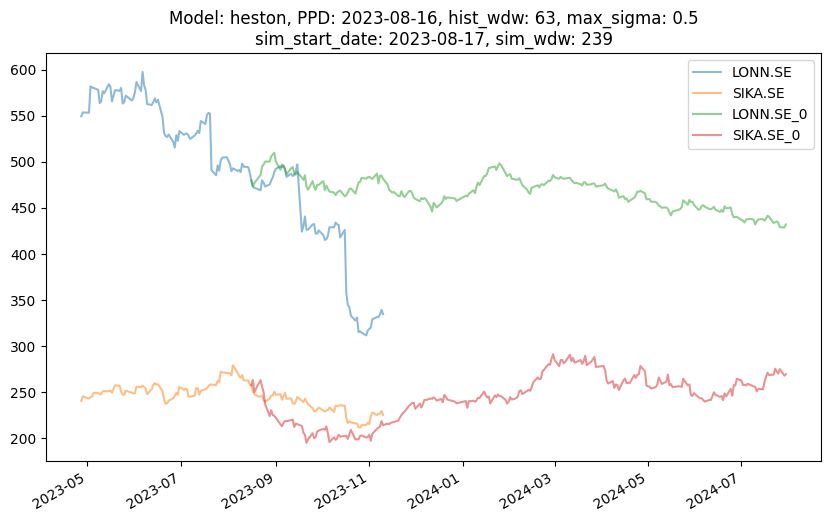 Model: heston, PPD: 2023-08-16, hist_wdw: 63, max_sigma: 0.5
sim_start_date: 2023-08-17, sim_wdw: 239
LONN.SE
SIKA.SE
LONN.SE_0
SIKA.SE_0
600
550
500
450
400
350
300
250
200
2023-05
2023-07
2023-09
2023-11
2024-01
2024-03
2024-05
2024-07